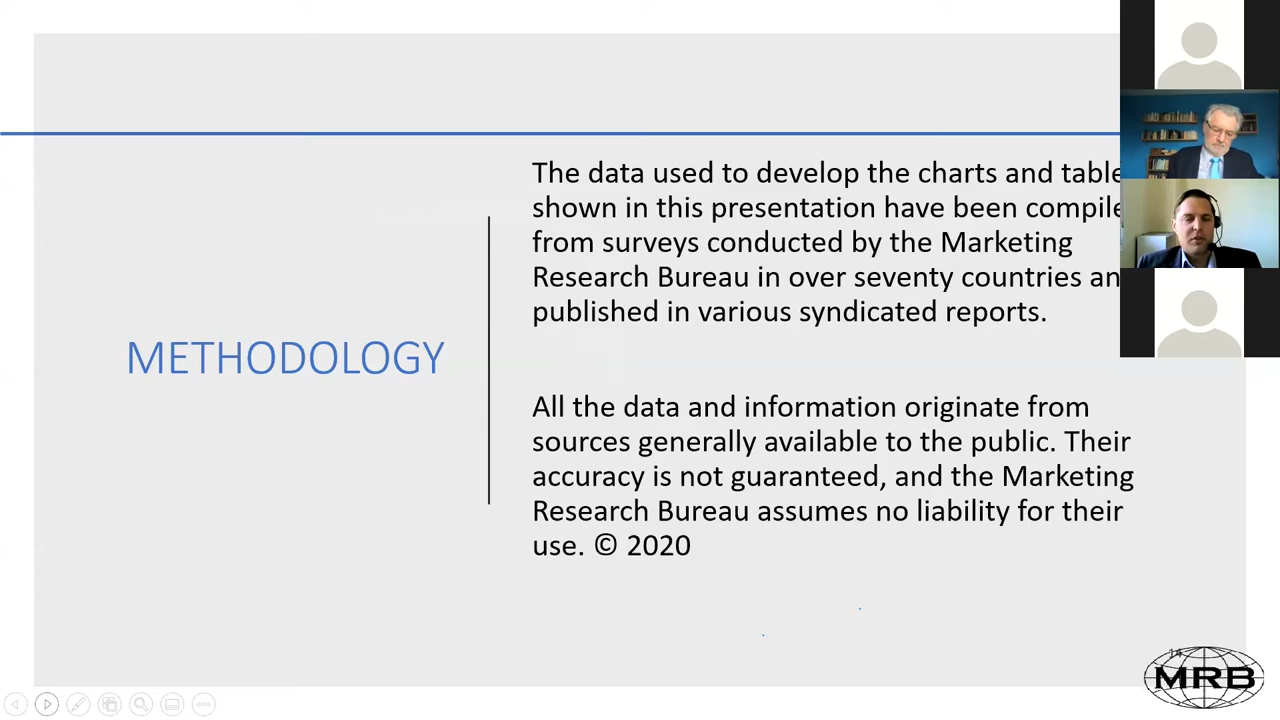 METHODOLOGY
The data used to develop the charts and table
shown in this presentation have been compile
from surveys conducted by the Marketing
Research Bureau in over seventy countries an
published in various syndicated reports.
All the data and information originate from
sources generally available to the public. Their
accuracy is not guaranteed, and the Marketing
Research Bureau assumes no liability for their
use. © 2020
MRB